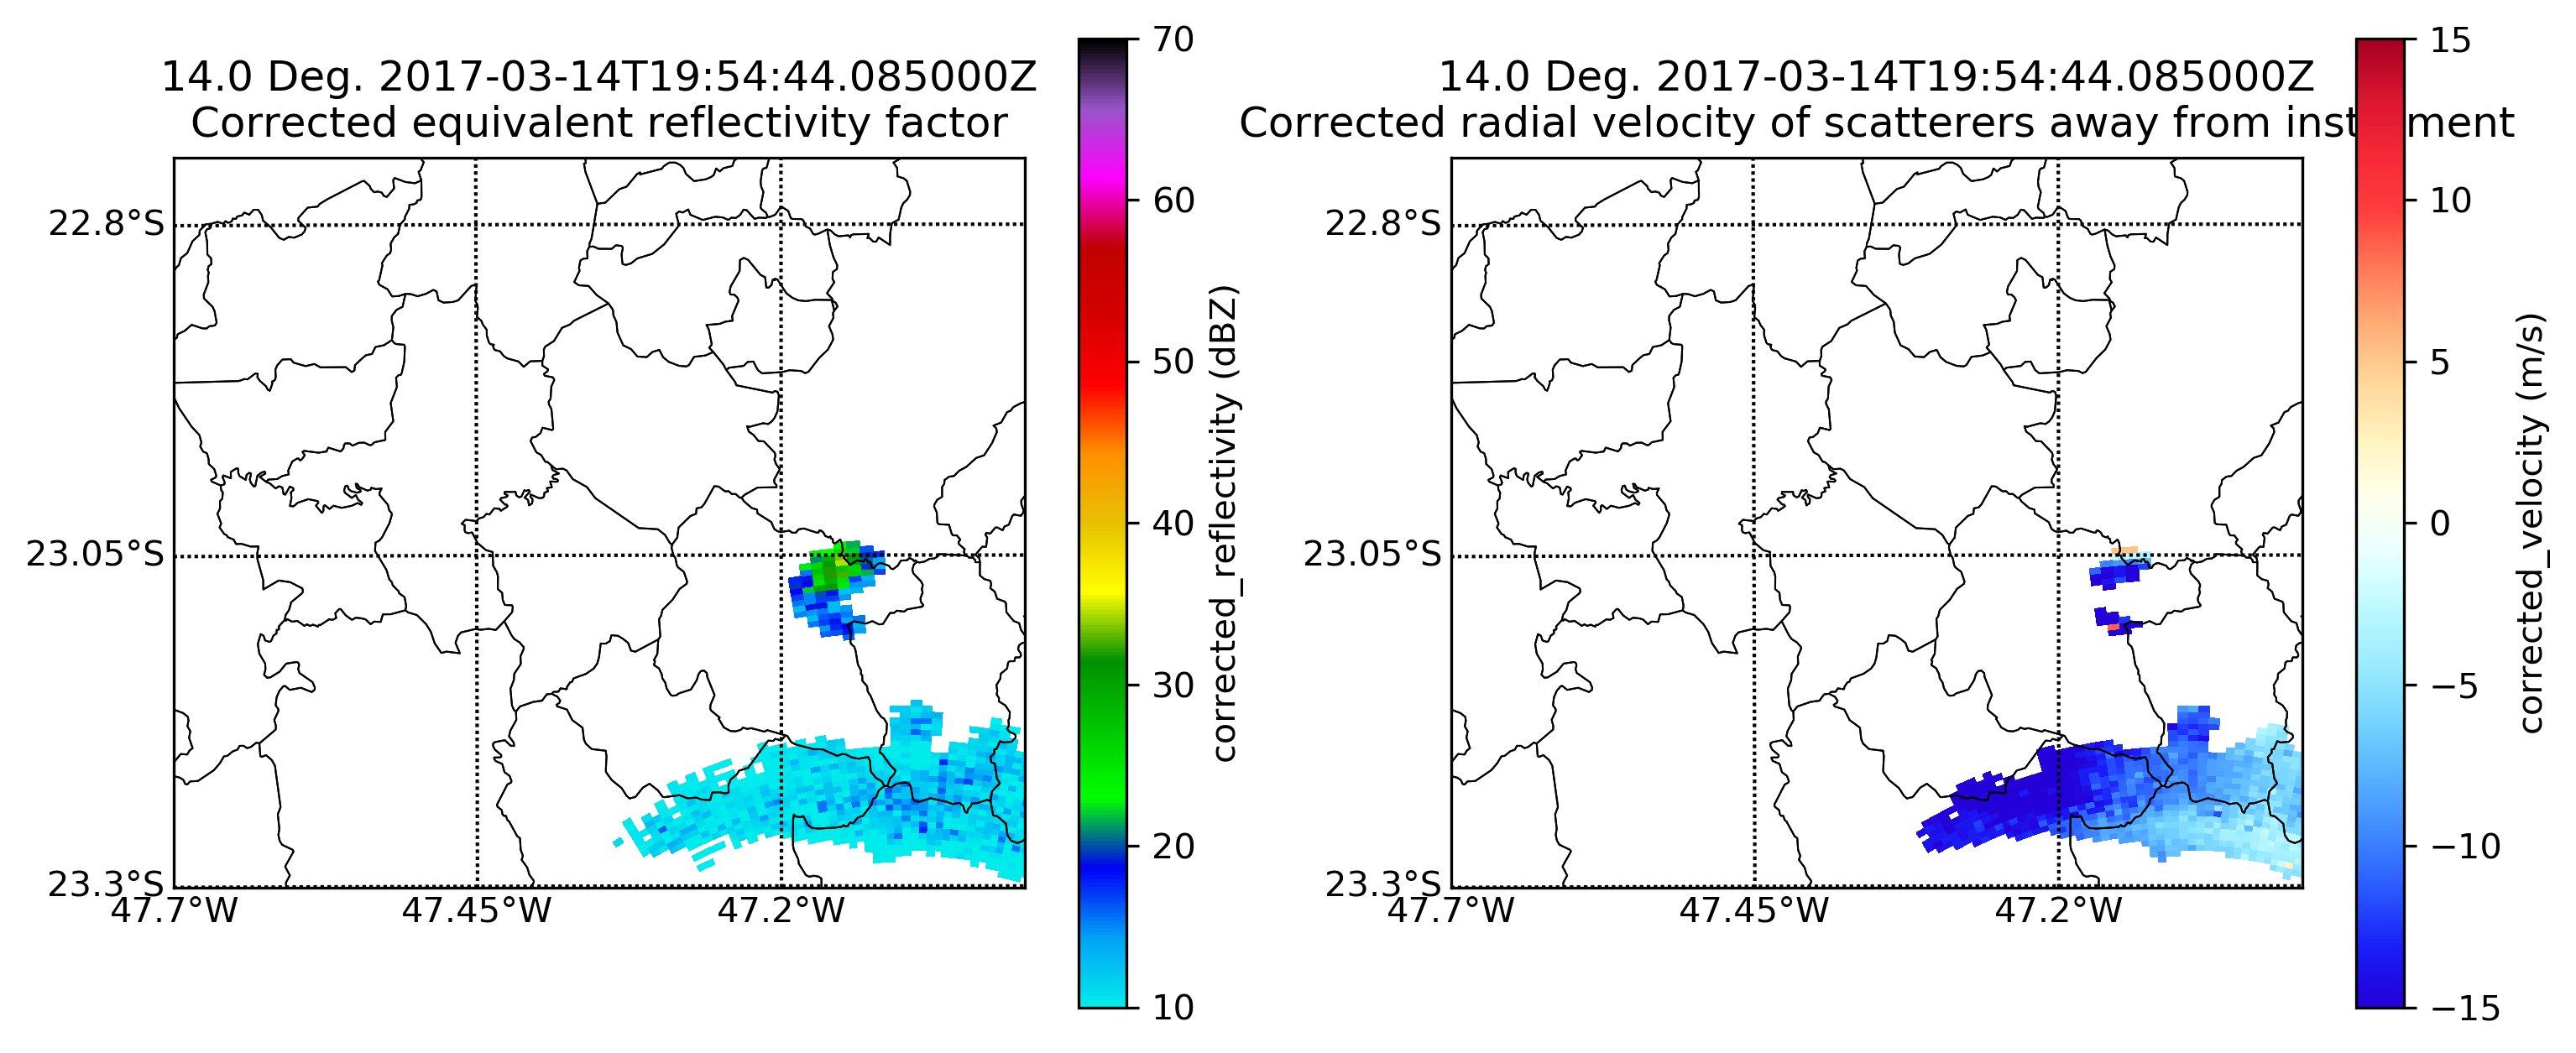 14.0 Deg. 2017-03-14T19:54:44.085000Z
Corrected equivalent reflectivity factor
22.8°S
23.05°S
23.3°S
47.7°W
47.45°W
47.2°W
70
60
50
40
30
20
10
corrected_reflectivity (dBZ)
14.0 Deg. 2017-03-14T19:54:44.085000Z
Corrected radial velocity of scatterers away from inst ment
22.8°S
23.05°S
23.3°S
47.7°W
47.45°W
47.2°W
15
10
5
0
−5
−10
−15
corrected_velocity (m/s)